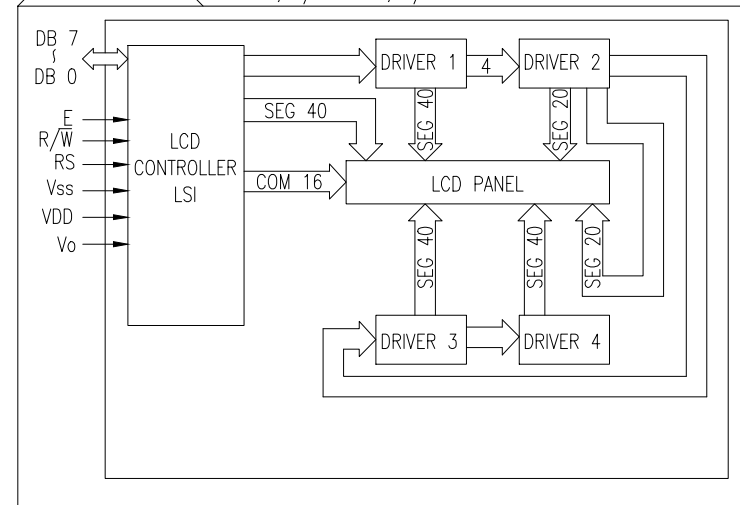 DB 7
DB 0
E
R/W̅
RS
Vss
VDD
Vo
LCD
CONTROLLER
LSI
SEG 40
COM 16
DRIVER 1
4
DRIVER 2
SEG 40
SEG 20
LCD PANEL
SEG 40
SEG 40
SEG 20
DRIVER 3
DRIVER 4